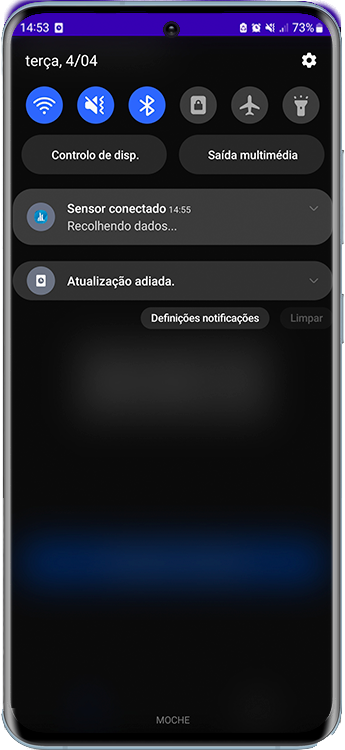 14:53
73%
terça, 4/04
Controlo de disp.
Saída multimédia
Sensor conectado 14:55
Recolhendo dados...
Atualização adiada.
Definições notificações
Limpar
MOCHE